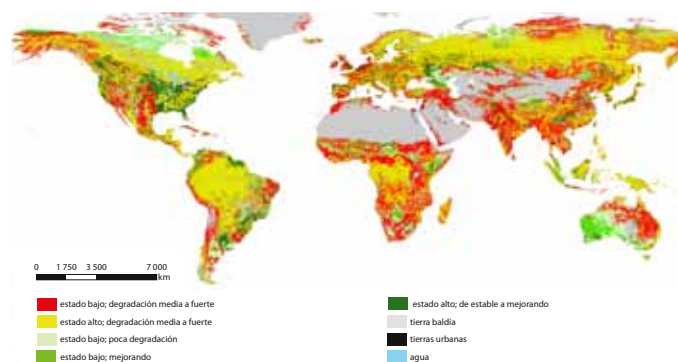 0 1 750 3 500 7 000
km
estado bajo; degradación media a fuerte
estado alto; degradación media a fuerte
estado bajo; poca degradación
estado bajo; mejorando
estado alto; de estable a mejorando
tierra baldía
tierras urbanas
agua